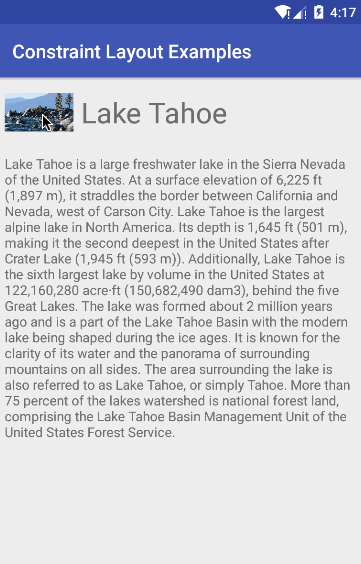 4:17
Constraint Layout Examples
Lake Tahoe
Lake Tahoe is a large freshwater lake in the Sierra Nevada
of the United States. At a surface elevation of 6,225 ft
(1,897 m), it straddles the border between California and
Nevada, west of Carson City. Lake Tahoe is the largest
alpine lake in North America. Its depth is 1,645 ft (501 m),
making it the second deepest in the United States after
Crater Lake (1,945 ft (593 m)). Additionally, Lake Tahoe is
the sixth largest lake by volume in the United States at
122,160,280 acre·ft (150,682,490 dam3), behind the five
Great Lakes. The lake was formed about 2 million years
ago and is a part of the Lake Tahoe Basin with the modern
lake being shaped during the ice ages. It is known for the
clarity of its water and the panorama of surrounding
mountains on all sides. The area surrounding the lake is
also referred to as Lake Tahoe, or simply Tahoe. More than
75 percent of the lakes watershed is national forest land,
comprising the Lake Tahoe Basin Management Unit of the
United States Forest Service.